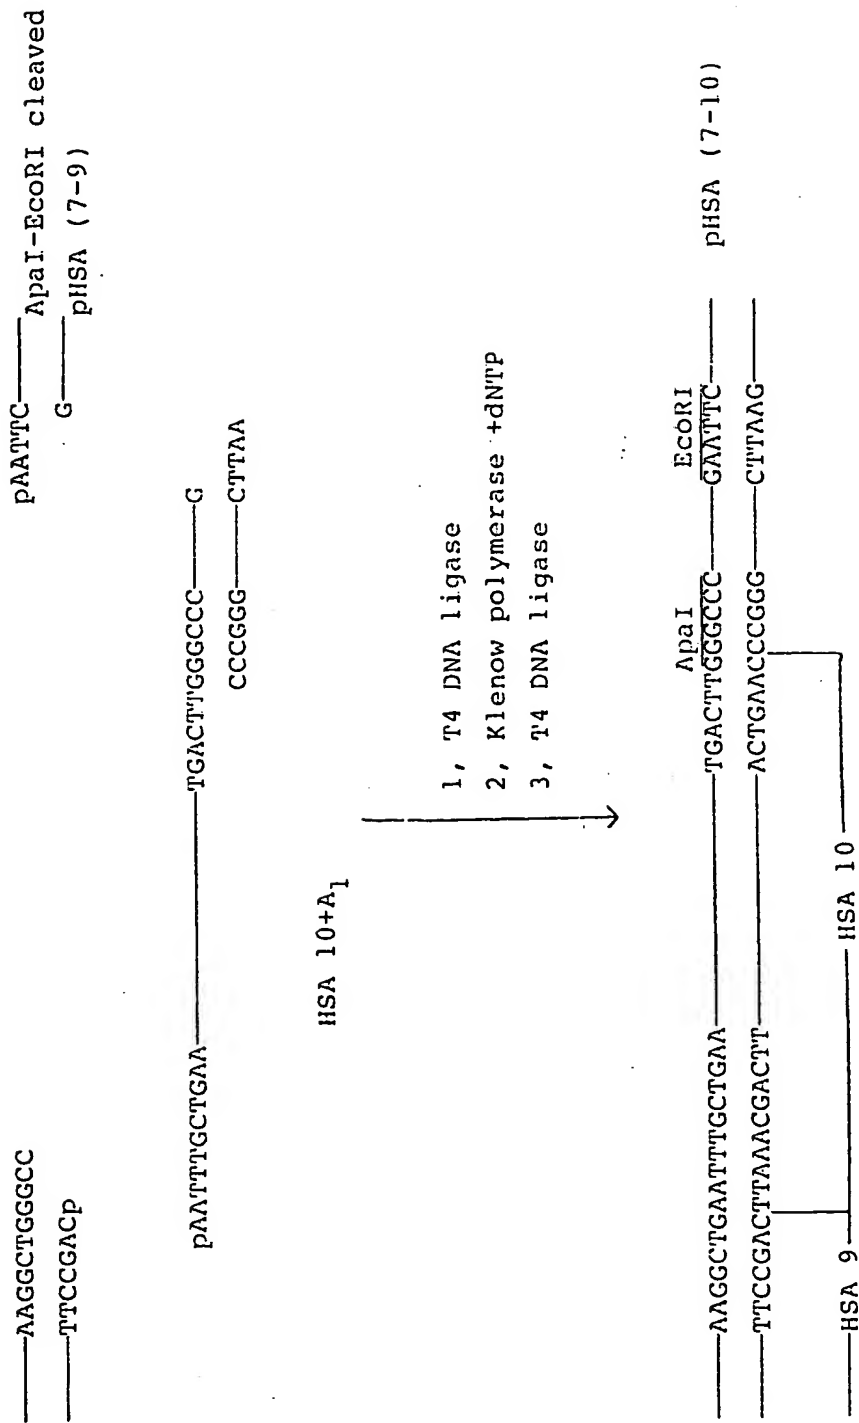 AAGGCTGGGCC pAATTC
ApaI-EcoRI cleaved
TTCCGACp G
pHSA (7-9)
pAATTTGCTGAA TGACTTGGGCCC G
CCCGGG CTTAA
HSA 10+A1
1, T4 DNA ligase
2, Klenow polymerase +dNTP
3, T4 DNA ligase
ApaI EcoRI
AAGGCTGAATTTGCTGAA TGACTTGGGCCC GAATTC pHSA (7-10)
TTCCGACTTAAACGACTT ACTGAACCCGGG CTTAAG
HSA 9 HSA 10